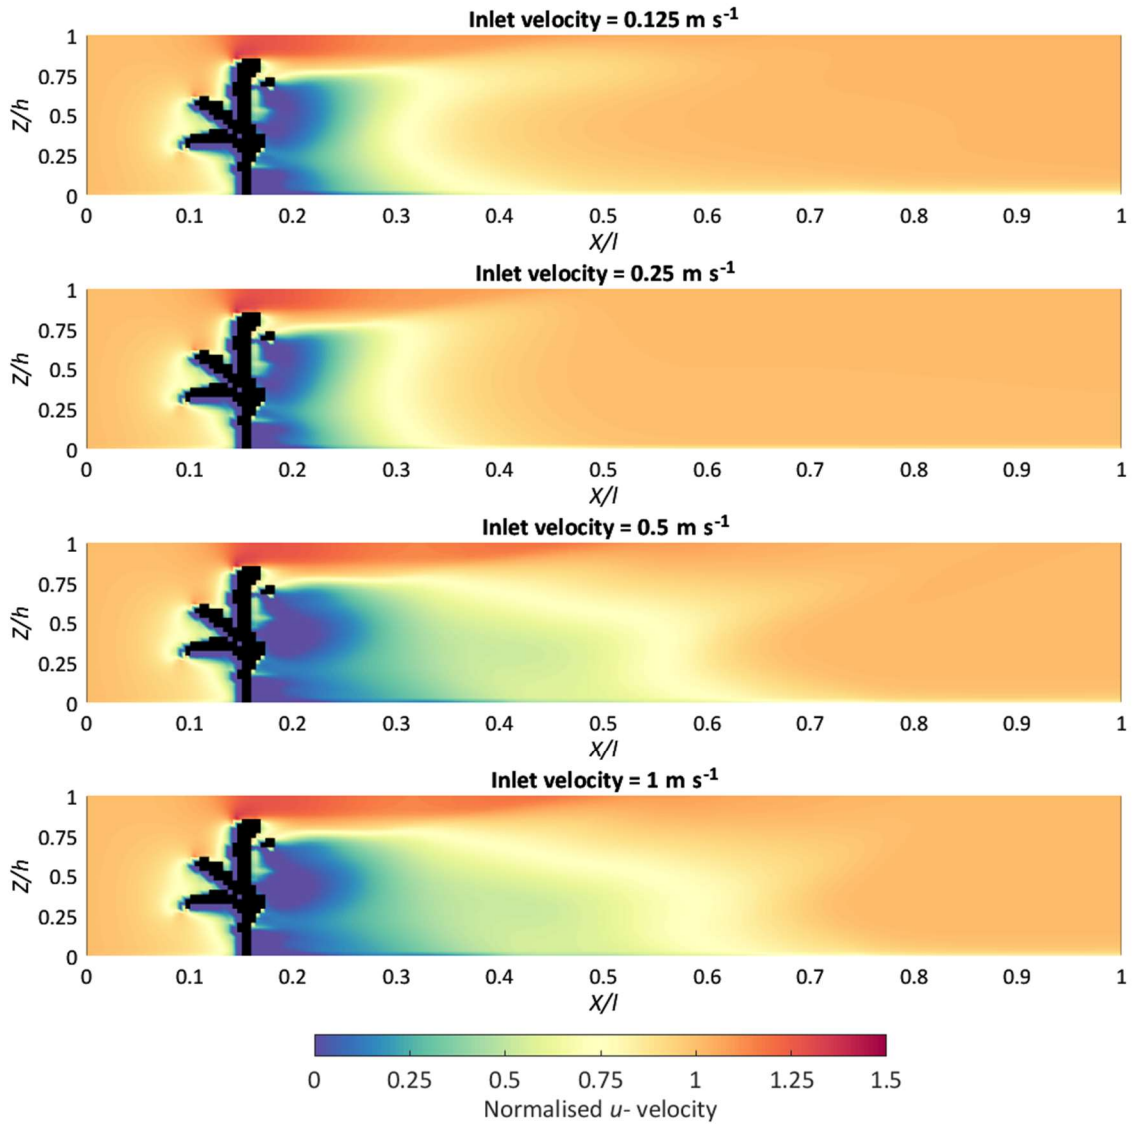 Inlet velocity = 0.125 m s-1
1
0.75
0.5
0.25
0
z/h
0 0.1 0.2 0.3 0.4 0.5 0.6 0.7 0.8 0.9 1
X/l
Inlet velocity = 0.25 m s-1
1
0.75
0.5
0.25
0
z/h
0 0.1 0.2 0.3 0.4 0.5 0.6 0.7 0.8 0.9 1
X/l
Inlet velocity = 0.5 m s-1
1
0.75
0.5
0.25
0
z/h
0 0.1 0.2 0.3 0.4 0.5 0.6 0.7 0.8 0.9 1
X/l
Inlet velocity = 1 m s-1
1
0.75
0.5
0.25
0
z/h
0 0.1 0.2 0.3 0.4 0.5 0.6 0.7 0.8 0.9 1
X/l
0 0.25 0.5 0.75 1 1.25 1.5
Normalised u- velocity